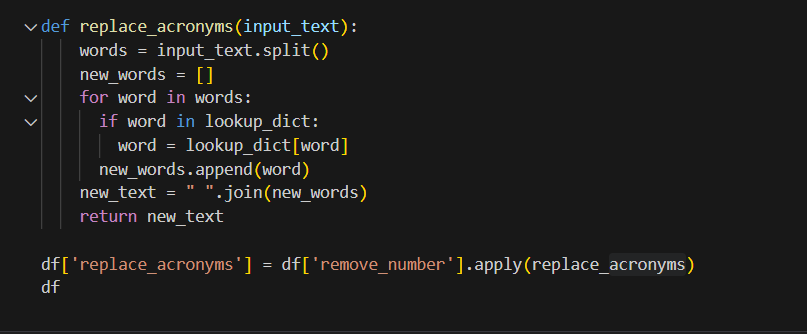 def replace_acronyms(input_text):
    words = input_text.split()
    new_words = []
    for word in words:
      if word in lookup_dict:
        word = lookup_dict[word]
      new_words.append(word)
    new_text = " ".join(new_words)
    return new_text

df['replace_acronyms'] = df['remove_number'].apply(replace_acronyms)
df